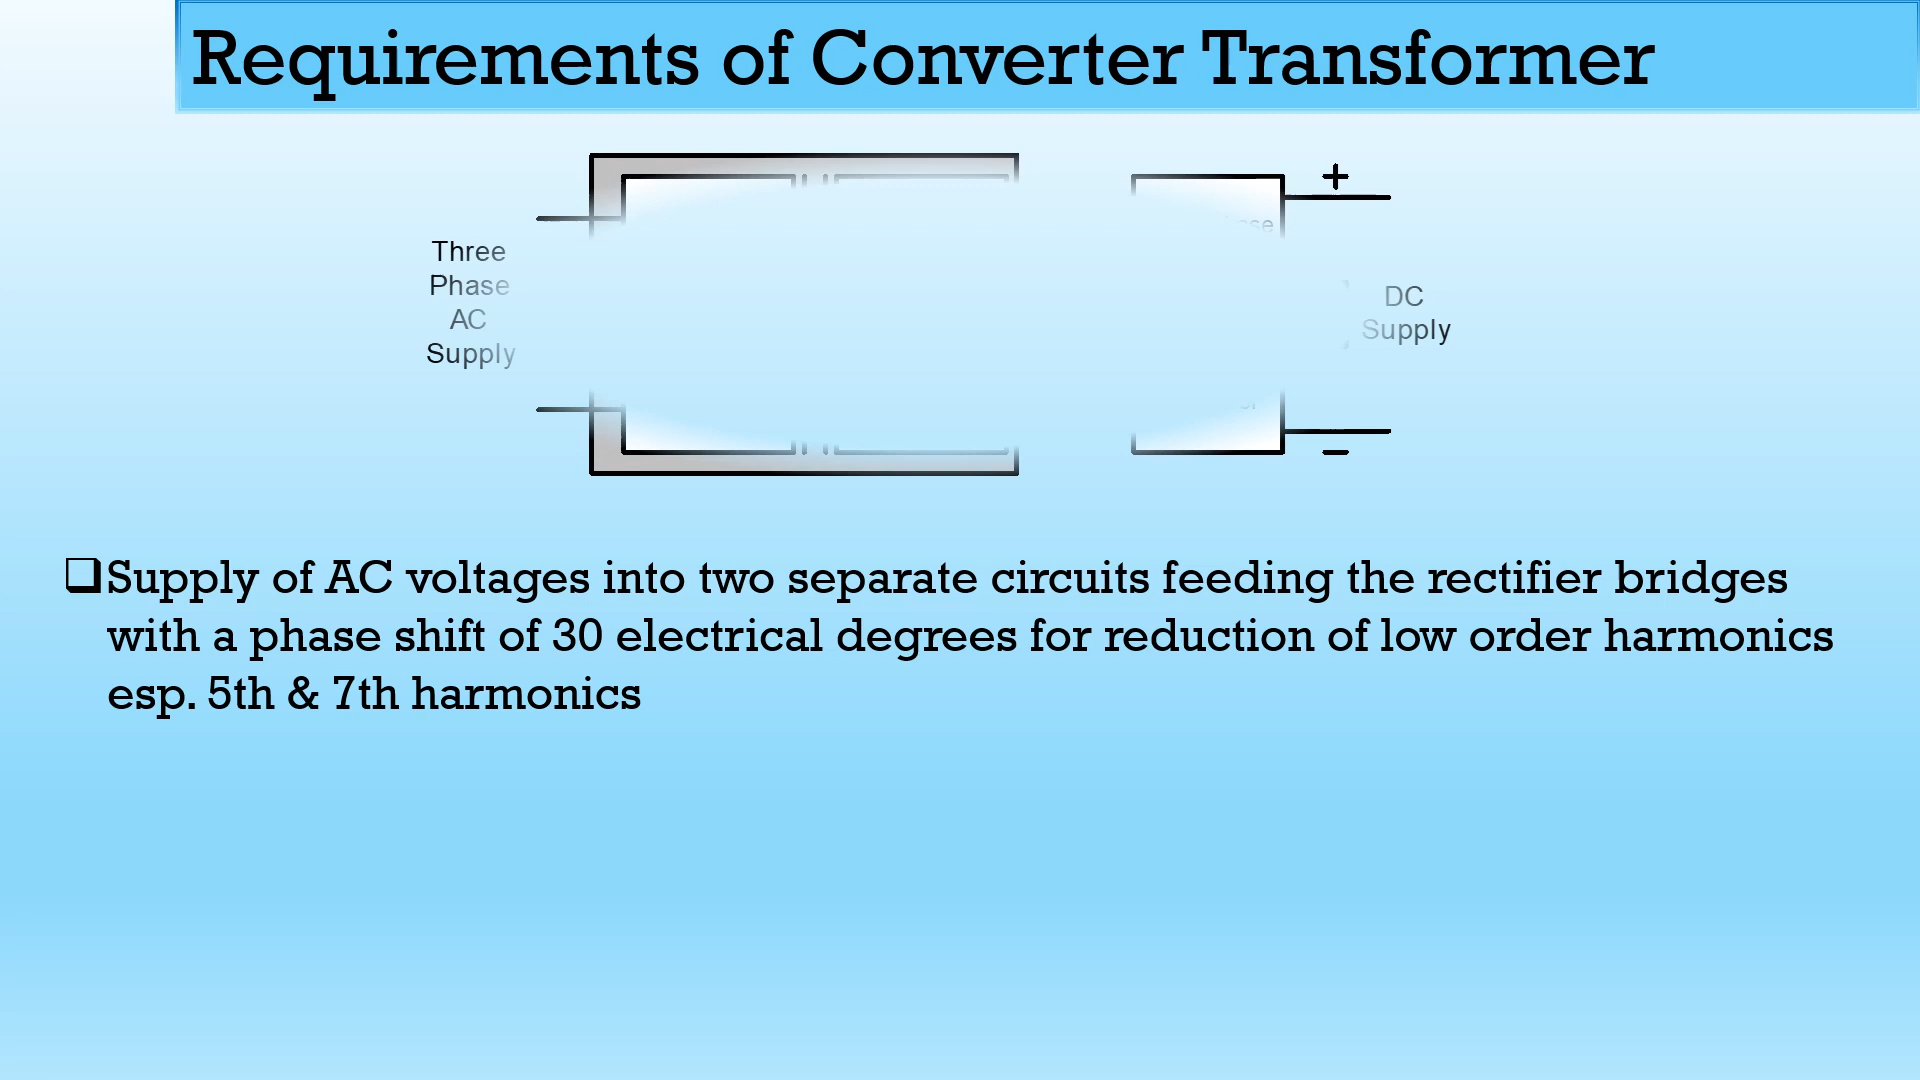 Requirements of Converter Transformer
+
Three
Phase
AC
Supply
DC
Supply
–
❑Supply of AC voltages into two separate circuits feeding the rectifier bridges
with a phase shift of 30 electrical degrees for reduction of low order harmonics
esp. 5th & 7th harmonics